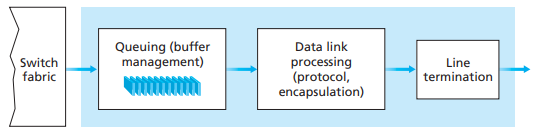 Switch
fabric
Queuing (buffer
management)
Data link
processing
(protocol,
encapsulation)
Line
termination